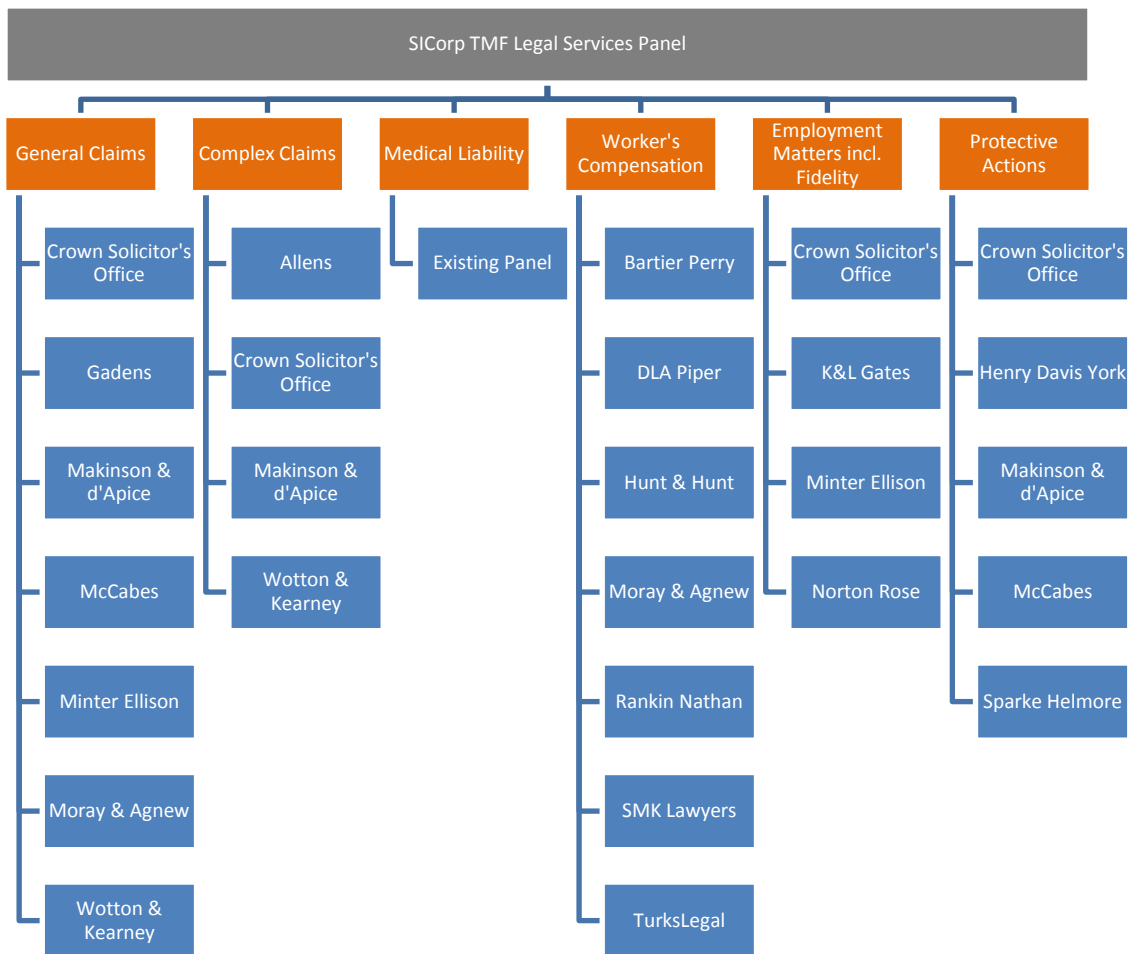 SICorp TMF Legal Services Panel
General Claims
Crown Solicitor's
Office
Gadens
Makinson &
d'Apice
McCabes
Minter Ellison
Moray & Agnew
Wotton &
Kearney
Complex Claims
Allens
Crown Solicitor's
Office
Makinson &
d'Apice
Wotton &
Kearney
Medical Liability
Existing Panel
Worker's
Compensation
Bartier Perry
DLA Piper
Hunt & Hunt
Moray & Agnew
Rankin Nathan
SMK Lawyers
TurksLegal
Employment
Matters incl.
Fidelity
Crown Solicitor's
Office
K&L Gates
Minter Ellison
Norton Rose
Protective
Actions
Crown Solicitor's
Office
Henry Davis York
Makinson &
d'Apice
McCabes
Sparke Helmore